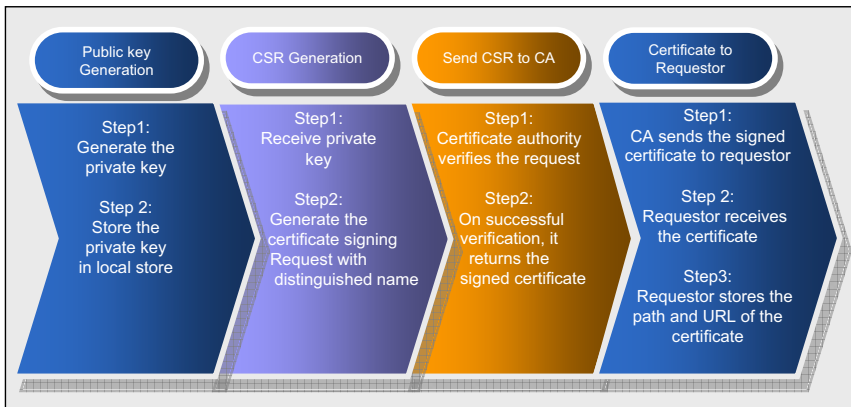 Public key
Generation
CSR Generation
Send CSR to CA
Certificate to
Requestor
Step1:
Generate the
private key
Step 2:
Store the
private key
in local store
Step1:
Receive private
key
Step2:
Generate the
certificate signing
Request with
distinguished name
Step1:
Certificate authority
verifies the request
Step2:
On successful
verification, it
returns the
signed certificate
Step1:
CA sends the signed
certificate to requestor
Step 2:
Requestor receives
the certificate
Step3:
Requestor stores the
path and URL of the
certificate